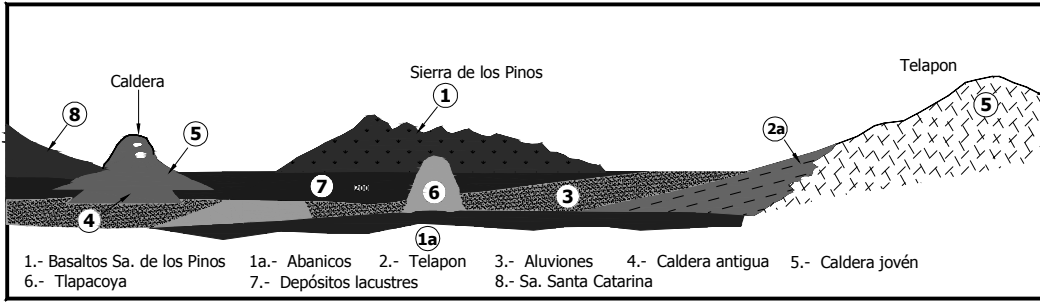 Telapon
Sierra de los Pinos
Caldera
1
8
5
5
2a
7
200
6
3
4
1a
1.- Basaltos Sa. de los Pinos 1a.- Abanicos 2.- Telapon 3.- Aluviones 4.- Caldera antigua 5.- Caldera jovén
6.- Tlapacoya 7.- Depósitos lacustres 8.- Sa. Santa Catarina